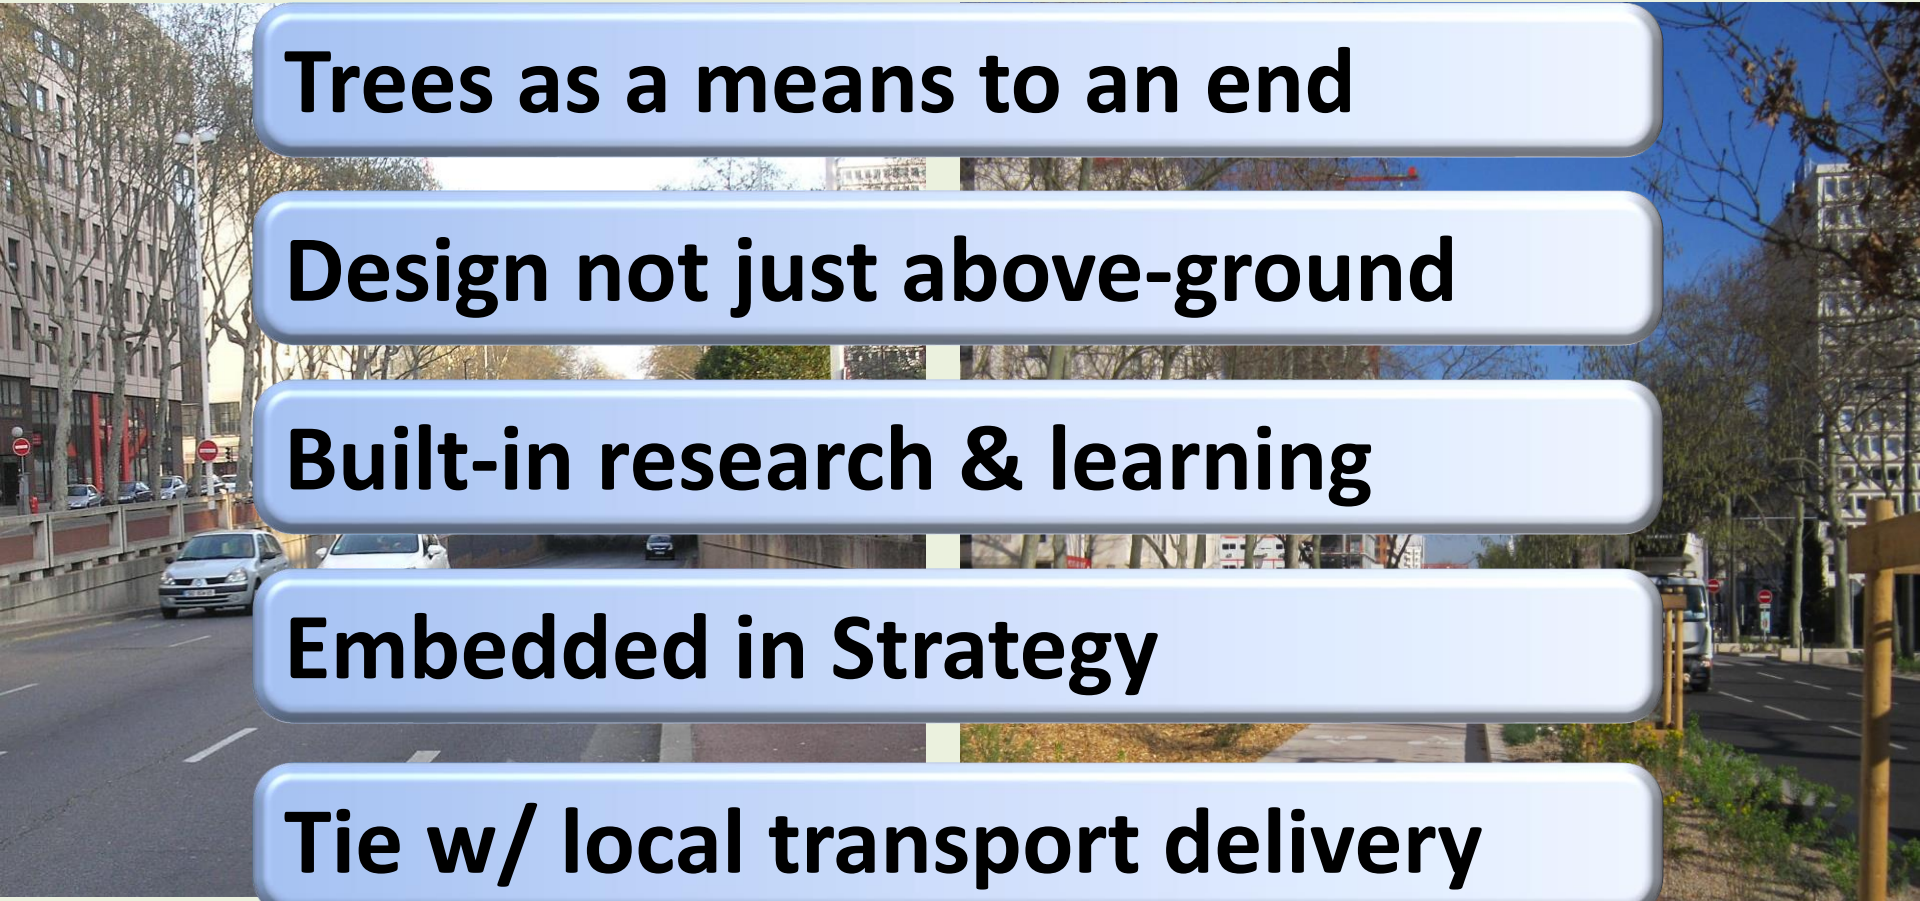 Trees as a means to an end
Design not just above-ground
Built-in research & learning
Embedded in Strategy
Tie w/ local transport delivery